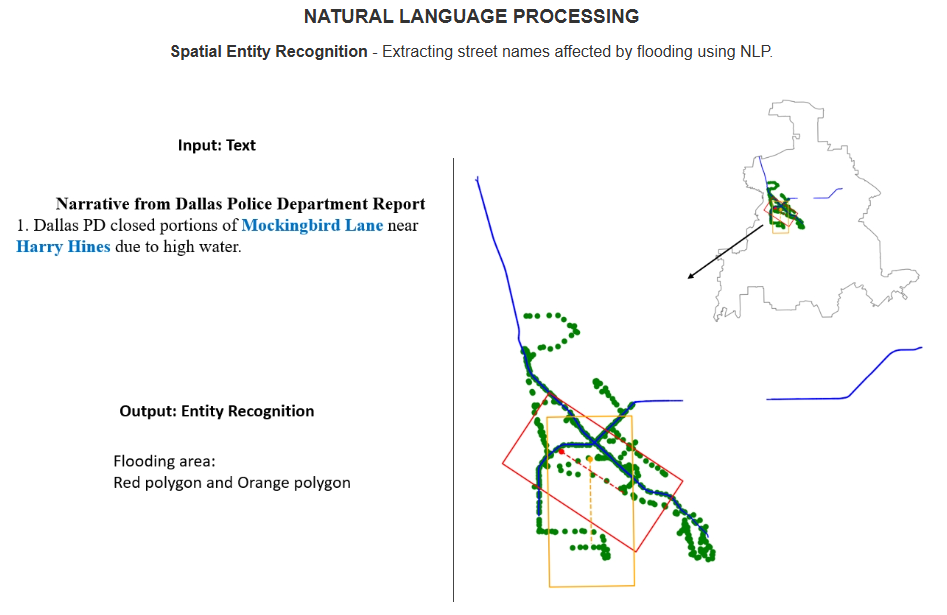 NATURAL LANGUAGE PROCESSING
Spatial Entity Recognition - Extracting street names affected by flooding using NLP.
Input: Text
Narrative from Dallas Police Department Report
1. Dallas PD closed portions of Mockingbird Lane near
Harry Hines due to high water.
Output: Entity Recognition
Flooding area:
Red polygon and Orange polygon